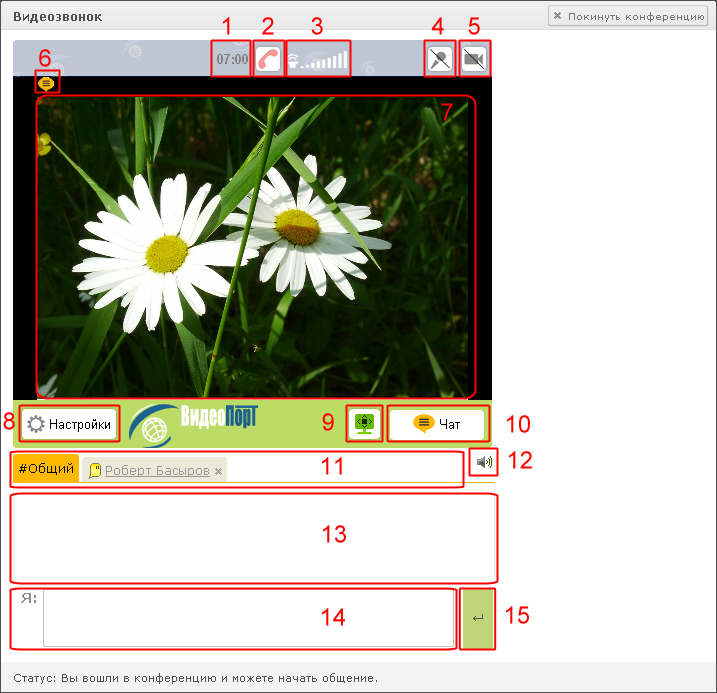 Видеозвонок
× Покинуть конференцию
1 2 3 4 5
07:00
6
7
8 Настройки ВидеоПорт 9 Чат 10
#Общий Роберт Басыров × 11 12
13
Я: 14 15
Статус: Вы вошли в конференцию и можете начать общение.